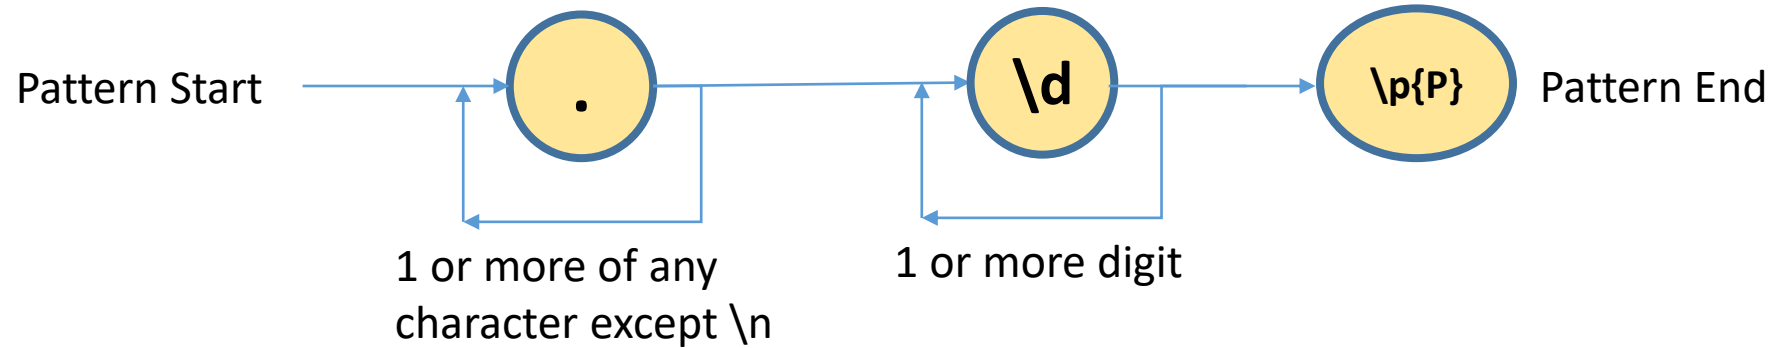 Pattern Start
.
\d
\p{P}
Pattern End
1 or more of any
character except \n
1 or more digit